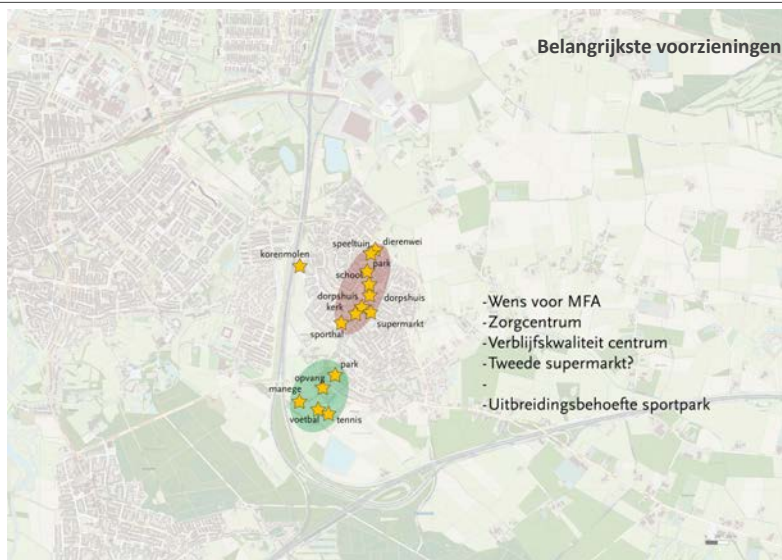 Belangrijkste voorzieningen
speeltuin
dierenwei
korenmolen
park
school
dorpshuis
dorpshuis
kerk
supermarkt
sporthal
-Wens voor MFA
-Zorgcentrum
-Verblijfskwaliteit centrum
-Tweede supermarkt?
-
-Uitbreidingsbehoefte sportpark
park
opvang
manege
voetbal
tennis